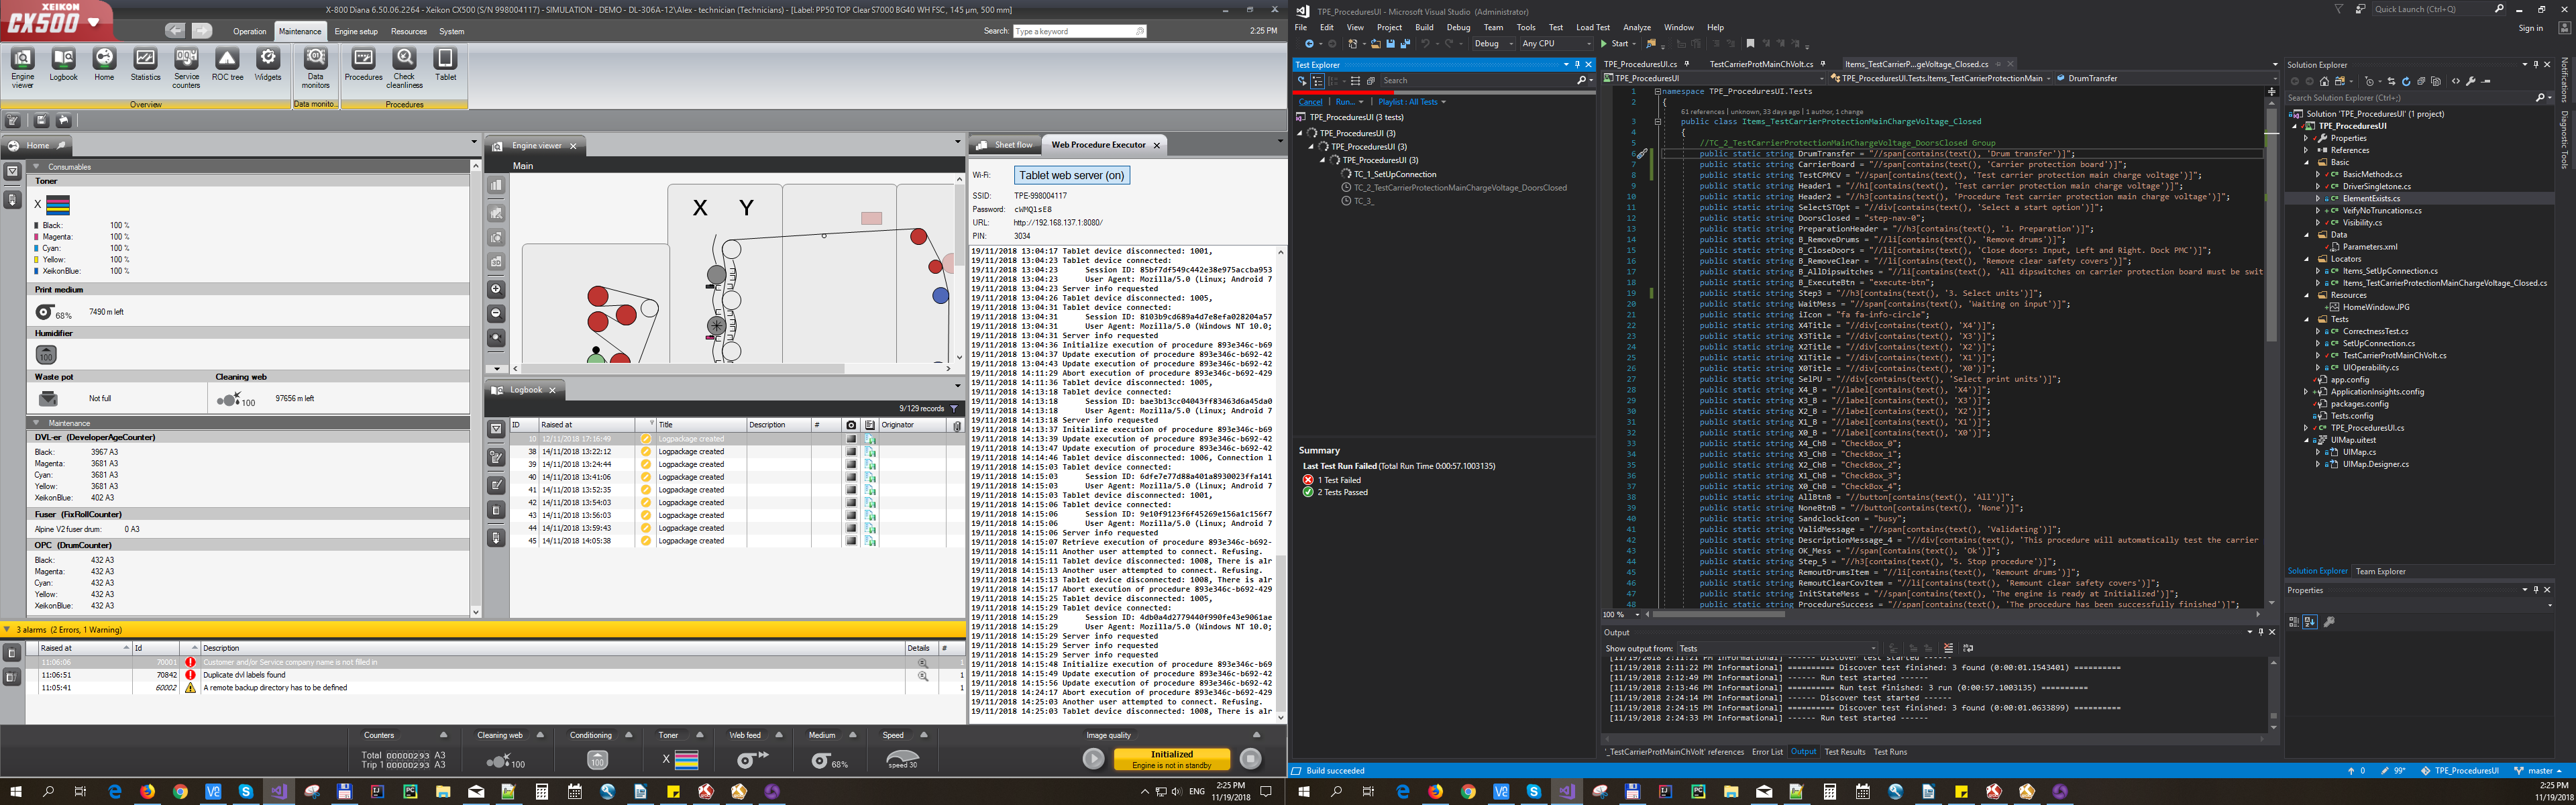 XEIKON
CX500
X-800 Diana 6.50.06.2264 - Xeikon CX500 (S/N 998004117) - SIMULATION - DEMO - DL-306A-12\Alex - technician (Technicians) - [Label: PP50 TOP Clear S7000 BG40 WH FSC, 145 µm, 500 mm]
Operation Maintenance Engine setup Resources System
Search: Type a keyword 2:25 PM
Engine viewer Logbook Home Statistics Service counters ROC tree Widgets Data monitors Procedures Check cleanliness Tablet
Overview Data monito... Procedures
Home
Consumables
Toner
X
Black: 100 %
Magenta: 100 %
Cyan: 100 %
Yellow: 100 %
XeikonBlue: 100 %
Print medium
68% 7490 m left
Humidifier
100
Waste pot Cleaning web
Not full 100 97656 m left
Maintenance
DVL-er (DeveloperAgeCounter)
Black: 3967 A3
Magenta: 3681 A3
Cyan: 3681 A3
Yellow: 3681 A3
XeikonBlue: 402 A3
Fuser (FixRollCounter)
Alpine V2 fuser drum: 0 A3
OPC (DrumCounter)
Black: 432 A3
Magenta: 432 A3
Cyan: 432 A3
Yellow: 432 A3
XeikonBlue: 432 A3
Engine viewer
Main
X Y
Logbook
9/129 records
ID Raised at Title Description # Originator
10 12/11/2018 17:16:49 Logpackage created
38 14/11/2018 13:22:12 Logpackage created
39 14/11/2018 13:24:44 Logpackage created
40 14/11/2018 13:41:06 Logpackage created
41 14/11/2018 13:52:35 Logpackage created
42 14/11/2018 13:54:03 Logpackage created
43 14/11/2018 13:56:03 Logpackage created
44 14/11/2018 13:59:43 Logpackage created
45 14/11/2018 14:05:38 Logpackage created
Sheet flow Web Procedure Executor
Wi-Fi: Tablet web server (on)
SSID: TPE-998004117
Password: cWMQlsE8
URL: http://192.168.137.1:8080/
PIN: 3034
19/11/2018 13:04:17 Tablet device disconnected: 1001,
19/11/2018 13:04:23 Tablet device connected:
19/11/2018 13:04:23 Session ID: 85bf7df549c442e38e975accba953
19/11/2018 13:04:23 User Agent: Mozilla/5.0 (Linux; Android 7
19/11/2018 13:04:23 Server info requested
19/11/2018 13:04:26 Tablet device disconnected: 1005,
19/11/2018 13:04:31 Tablet device connected:
19/11/2018 13:04:31 Session ID: 8103b9cd689a4d7e8efa028204a57
19/11/2018 13:04:31 User Agent: Mozilla/5.0 (Windows NT 10.0;
19/11/2018 13:04:31 Server info requested
19/11/2018 13:04:36 Initialize execution of procedure 893e346c-b69
19/11/2018 13:04:37 Update execution of procedure 893e346c-b692-42
19/11/2018 13:04:43 Update execution of procedure 893e346c-b692-42
19/11/2018 14:11:29 Abort execution of procedure 893e346c-b692-429
19/11/2018 14:11:36 Tablet device disconnected: 1005,
19/11/2018 14:13:18 Tablet device connected:
19/11/2018 14:13:18 Session ID: bae3b13cc04043ff83463d6a45da0
19/11/2018 14:13:18 User Agent: Mozilla/5.0 (Linux; Android 7
19/11/2018 14:13:18 Server info requested
19/11/2018 14:13:37 Initialize execution of procedure 893e346c-b69
19/11/2018 14:13:39 Update execution of procedure 893e346c-b692-42
19/11/2018 14:13:47 Update execution of procedure 893e346c-b692-42
19/11/2018 14:14:46 Tablet device disconnected: 1006, Connection l
19/11/2018 14:15:03 Tablet device connected:
19/11/2018 14:15:03 Session ID: 6dfe7e77d88a401a8930023ffa141
19/11/2018 14:15:03 User Agent: Mozilla/5.0 (Linux; Android 7
19/11/2018 14:15:03 Tablet device disconnected: 1001,
19/11/2018 14:15:06 Tablet device connected:
19/11/2018 14:15:06 Session ID: 9e10f9123f6f45269e156a1c156f7
19/11/2018 14:15:06 User Agent: Mozilla/5.0 (Linux; Android 7
19/11/2018 14:15:06 Server info requested
19/11/2018 14:15:07 Retrieve execution of procedure 893e346c-b692-
19/11/2018 14:15:11 Another user attempted to connect. Refusing.
19/11/2018 14:15:11 Tablet device disconnected: 1008, There is alr
19/11/2018 14:15:13 Another user attempted to connect. Refusing.
19/11/2018 14:15:13 Tablet device disconnected: 1008, There is alr
19/11/2018 14:15:17 Abort execution of procedure 893e346c-b692-429
19/11/2018 14:15:25 Tablet device disconnected: 1005,
19/11/2018 14:15:29 Tablet device connected:
19/11/2018 14:15:29 Session ID: 4db0a4d2779440f990fe43e9061ae
19/11/2018 14:15:29 User Agent: Mozilla/5.0 (Windows NT 10.0;
19/11/2018 14:15:29 Server info requested
19/11/2018 14:15:29 Server info requested
19/11/2018 14:15:29 Server info requested
19/11/2018 14:15:48 Initialize execution of procedure 893e346c-b69
19/11/2018 14:15:49 Update execution of procedure 893e346c-b692-42
19/11/2018 14:15:56 Update execution of procedure 893e346c-b692-42
19/11/2018 14:24:17 Abort execution of procedure 893e346c-b692-429
19/11/2018 14:25:03 Another user attempted to connect. Refusing.
19/11/2018 14:25:03 Tablet device disconnected: 1008, There is alr
3 alarms (2 Errors, 1 Warning)
Raised at Id Description Details #
11:06:06 70001 Customer and/or Service company name is not filled in 1
11:06:51 70842 Duplicate dvl labels found 1
11:05:41 60002 A remote backup directory has to be defined 1
Counters Cleaning web Conditioning Toner Web feed Medium Speed Image quality
Total 00000293 A3
Trip 1 00000293 A3
100 100 X 68% speed 30
Initialized
Engine is not in standby
ENG 2:25 PM 11/19/2018
TPE_ProceduresUI - Microsoft Visual Studio (Administrator)
Quick Launch (Ctrl+Q)
File Edit View Project Build Debug Team Tools Test Load Test Analyze Window Help Sign in
Debug Any CPU Start
Test Explorer
Search
Cancel Run... Playlist : All Tests
TPE_ProceduresUI (3 tests)
TPE_ProceduresUI (3)
TPE_ProceduresUI (3)
TPE_ProceduresUI (3)
TC_1_SetUpConnection
TC_2_TestCarrierProtectionMainChargeVoltage_DoorsClosed
TC_3_
Summary
Last Test Run Failed (Total Run Time 0:00:57.1003135)
1 Test Failed
2 Tests Passed
TPE_ProceduresUI.cs TestCarrierProtMainChVolt.cs Items_TestCarrierP...geVoltage_Closed.cs
TPE_ProceduresUI TPE_ProceduresUI.Tests.Items_TestCarrierProtectionMain DrumTransfer
1 namespace TPE_ProceduresUI.Tests
2 {
61 references | unknown, 33 days ago | 1 author, 1 change
3 public class Items_TestCarrierProtectionMainChargeVoltage_Closed
4 {
5 //TC_2_TestCarrierProtectionMainChargeVoltage_DoorsClosed Group
6 public static string DrumTransfer = "//span[contains(text(), 'Drum transfer')]";
7 public static string CarrierBoard = "//span[contains(text(), 'Carrier protection board')]";
8 public static string TestCPMCV = "//span[contains(text(), 'Test carrier protection main charge voltage')]";
9 public static string Header1 = "//h1[contains(text(), 'Test carrier protection main charge voltage')]";
10 public static string Header2 = "//h3[contains(text(), 'Procedure Test carrier protection main charge voltage')]";
11 public static string SelectSTOpt = "//div[contains(text(), 'Select a start option')]";
12 public static string DoorsClosed = "step-nav-0";
13 public static string PreparationHeader = "//h3[contains(text(), '1. Preparation')]";
14 public static string B_RemoveDrums = "//li[contains(text(), 'Remove drums')]";
15 public static string B_CloseDoors = "//li[contains(text(), 'Close doors: Input, Left and Right. Dock PMC')]";
16 public static string B_RemoveClear = "//li[contains(text(), 'Remove clear safety covers')]";
17 public static string B_AllDipswitches = "//li[contains(text(), 'All dipswitches on carrier protection board must be swit
18 public static string B_ExecuteBtn = "execute-btn";
19 public static string Step3 = "//h3[contains(text(), '3. Select units')]";
20 public static string WaitMess = "//span[contains(text(), 'Waiting on input')]";
21 public static string iIcon = "fa fa-info-circle";
22 public static string X4Title = "//div[contains(text(), 'X4')]";
23 public static string X3Title = "//div[contains(text(), 'X3')]";
24 public static string X2Title = "//div[contains(text(), 'X2')]";
25 public static string X1Title = "//div[contains(text(), 'X1')]";
26 public static string X0Title = "//div[contains(text(), 'X0')]";
27 public static string SelPU = "//div[contains(text(), 'Select print units')]";
28 public static string X4_B = "//label[contains(text(), 'X4')]";
29 public static string X3_B = "//label[contains(text(), 'X3')]";
30 public static string X2_B = "//label[contains(text(), 'X2')]";
31 public static string X1_B = "//label[contains(text(), 'X1')]";
32 public static string X0_B = "//label[contains(text(), 'X0')]";
33 public static string X4_ChB = "CheckBox_0";
34 public static string X3_ChB = "CheckBox_1";
35 public static string X2_ChB = "CheckBox_2";
36 public static string X1_ChB = "CheckBox_3";
37 public static string X0_ChB = "CheckBox_4";
38 public static string AllBtnB = "//button[contains(text(), 'All')]";
39 public static string NoneBtnB = "//button[contains(text(), 'None')]";
40 public static string SandclockIcon = "busy";
41 public static string ValidMessage = "//span[contains(text(), 'Validating')]";
42 public static string DescriptionMessage_4 = "//div[contains(text(), 'This procedure will automatically test the carrier
43 public static string OK_Mess = "//span[contains(text(), 'Ok')]";
44 public static string Step_5 = "//h3[contains(text(), '5. Stop procedure')]";
45 public static string RemoutDrumsItem = "//li[contains(text(), 'Remount drums')]";
46 public static string RemoutClearCovItem = "//li[contains(text(), 'Remount clear safety covers')]";
47 public static string InitStateMess = "//span[contains(text(), 'The engine is ready at Initialized')]";
48 public static string ProcedureSuccess = "//span[contains(text(), 'The procedure has been successfully finished')]";
100 %
Output
Show output from: Tests
[11/19/2018 2:11:21 PM Informational] ------ Discover test started ------
[11/19/2018 2:11:22 PM Informational] ========== Discover test finished: 3 found (0:00:01.1543401) ==========
[11/19/2018 2:12:49 PM Informational] ------ Run test started ------
[11/19/2018 2:13:46 PM Informational] ========== Run test finished: 3 run (0:00:57.1003135) ==========
[11/19/2018 2:24:14 PM Informational] ------ Discover test started ------
[11/19/2018 2:24:15 PM Informational] ========== Discover test finished: 3 found (0:00:01.0633899) ==========
[11/19/2018 2:24:33 PM Informational] ------ Run test started ------
'_TestCarrierProtMainChVolt' references Error List Output Test Results Test Runs
Solution Explorer
Search Solution Explorer (Ctrl+;)
Solution 'TPE_ProceduresUI' (1 project)
TPE_ProceduresUI
Properties
References
Basic
BasicMethods.cs
DriverSingletone.cs
ElementExists.cs
VeifyNoTruncations.cs
Visibility.cs
Data
Parameters.xml
Locators
Items_SetUpConnection.cs
Items_TestCarrierProtectionMainChargeVoltage_Closed.cs
Resources
HomeWindow.JPG
Tests
CorrectnessTest.cs
SetUpConnection.cs
TestCarrierProtMainChVolt.cs
UIOperability.cs
app.config
ApplicationInsights.config
packages.config
Tests.config
TPE_ProceduresUI.cs
UIMap.uitest
UIMap.cs
UIMap.Designer.cs
Solution Explorer Team Explorer
Properties
Notifications
Diagnostic Tools
Build succeeded
0 99+ TPE_ProceduresUI master
2:25 PM
11/19/2018